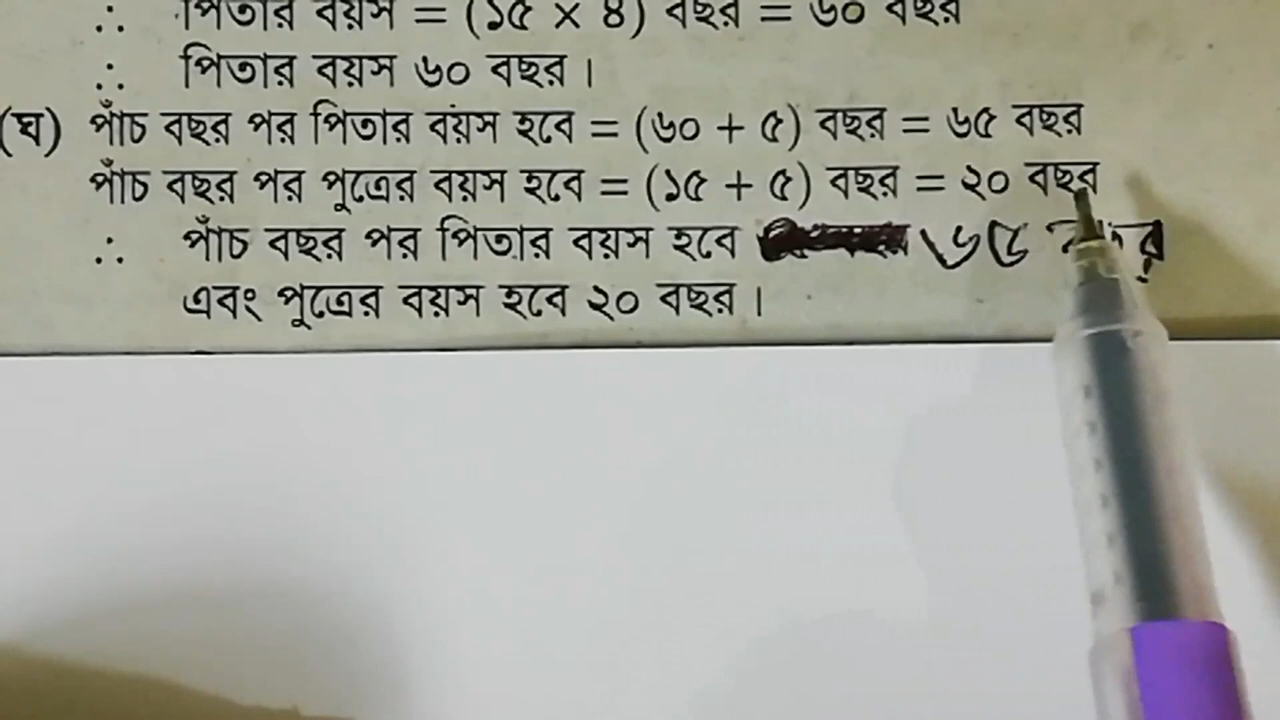 ∴ পিতার বয়স = (১৫ × ৪) বছর = ৬০ বছর
∴ পিতার বয়স ৬০ বছর।
(ঘ) পাঁচ বছর পর পিতার বয়স হবে = (৬০ + ৫) বছর = ৬৫ বছর
পাঁচ বছর পর পুত্রের বয়স হবে = (১৫ + ৫) বছর = ২০ বছর
∴ পাঁচ বছর পর পিতার বয়স হবে ৬৫
এবং পুত্রের বয়স হবে ২০ বছর।